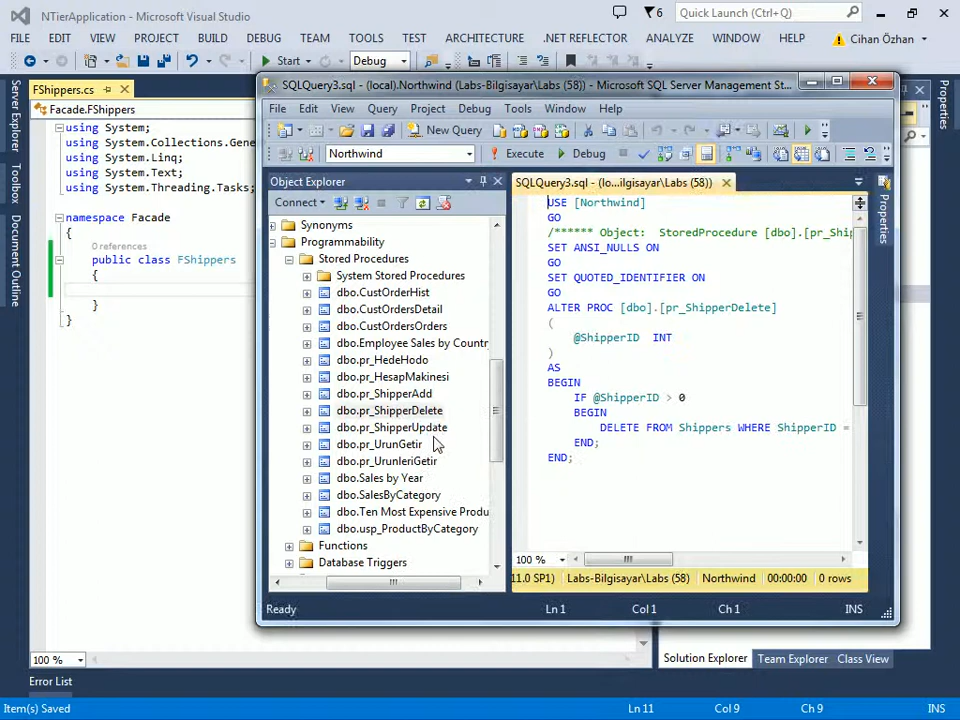 NTierApplication - Microsoft Visual Studio
6
Quick Launch (Ctrl+Q)
FILE EDIT VIEW PROJECT BUILD DEBUG TEAM TOOLS TEST ARCHITECTURE .NET REFLECTOR ANALYZE WINDOW HELP Cihan Özhan
Start Debug
FShippers.cs
Facade.FShippers
using System;
using System.Collections.Gene
using System.Linq;
using System.Text;
using System.Threading.Tasks;
namespace Facade
{
0 references
public class FShippers
{
}
}
100 %
Error List
Item(s) Saved
Server Explorer
Toolbox
Document Outline
SQLQuery3.sql - (local).Northwind (Labs-Bilgisayar\Labs (58)) - Microsoft SQL Server Management St...
File Edit View Query Project Debug Tools Window Help
New Query
Northwind Execute Debug
Object Explorer
Connect
Synonyms
Programmability
Stored Procedures
System Stored Procedures
dbo.CustOrderHist
dbo.CustOrdersDetail
dbo.CustOrdersOrders
dbo.Employee Sales by Countr
dbo.pr_HedeHodo
dbo.pr_HesapMakinesi
dbo.pr_ShipperAdd
dbo.pr_ShipperDelete
dbo.pr_ShipperUpdate
dbo.pr_UrunGetir
dbo.pr_UrunleriGetir
dbo.Sales by Year
dbo.SalesByCategory
dbo.Ten Most Expensive Produ
dbo.usp_ProductByCategory
Functions
Database Triggers
SQLQuery3.sql - (lo...ilgisayar\Labs (58))
USE [Northwind]
GO
/****** Object:  StoredProcedure [dbo].[pr_Ship
SET ANSI_NULLS ON
GO
SET QUOTED_IDENTIFIER ON
GO
ALTER PROC [dbo].[pr_ShipperDelete]
(
@ShipperID  INT
)
AS
BEGIN
IF @ShipperID > 0
BEGIN
DELETE FROM Shippers WHERE ShipperID =
END;
END;
100 %
11.0 SP1) Labs-Bilgisayar\Labs (58) Northwind 00:00:00 0 rows
Ready Ln 1 Col 1 Ch 1 INS
Properties
Properties
Solution Explorer Team Explorer Class View
Ln 11 Col 9 Ch 9 INS